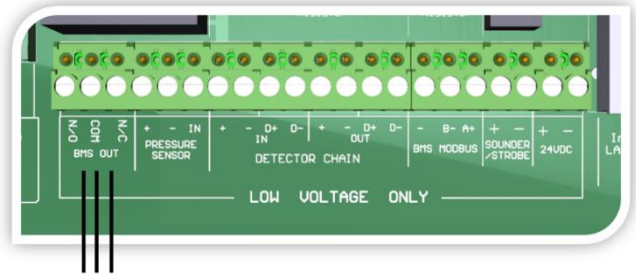 N/O COM N/C
+ - IN + - D+ D- + - D+ D- - B- A+ + - + -
BMS OUT PRESSURE SENSOR IN OUT BMS MODBUS SOUNDER /STROBE 24VDC
DETECTOR CHAIN
LOW VOLTAGE ONLY